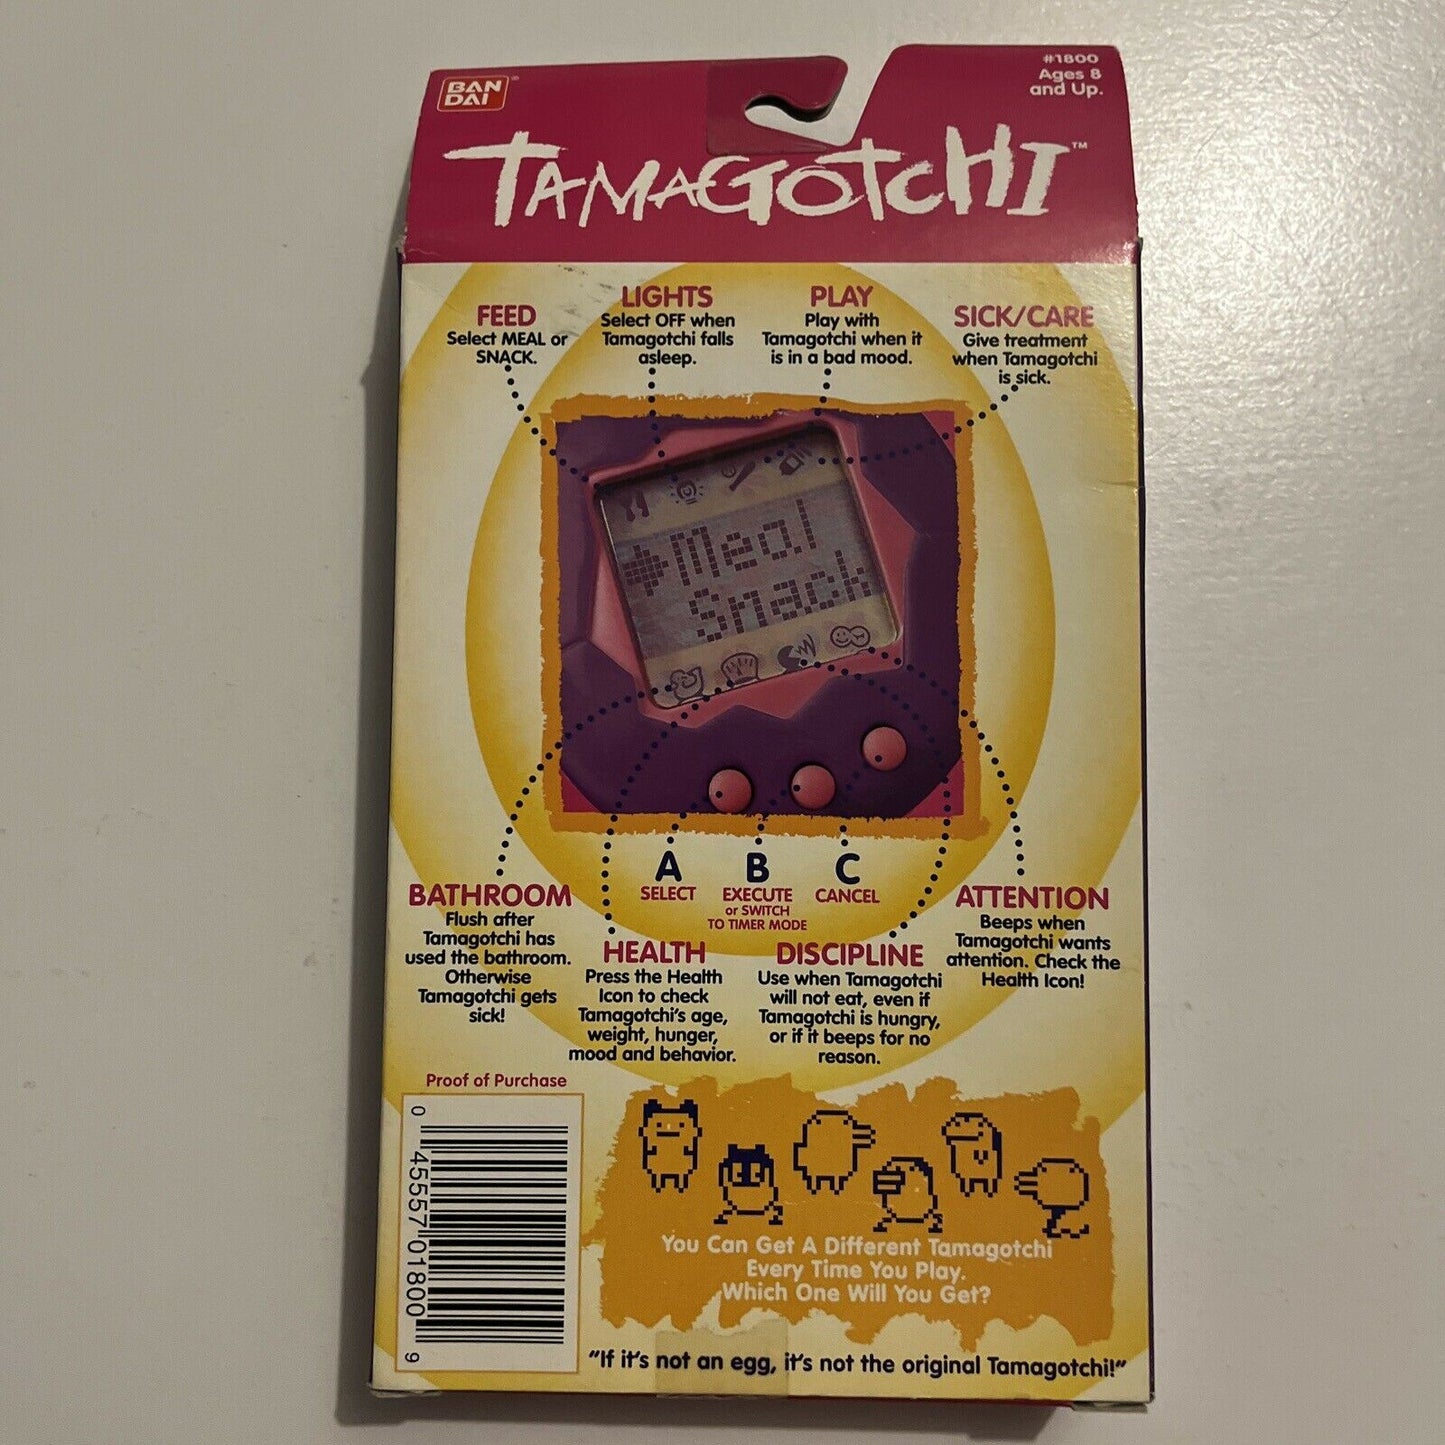 BAN
DAI
#1800
Ages 8
and Up.
TAMAGOTCHI™
FEED
Select MEAL or
SNACK.
LIGHTS
Select OFF when
Tamagotchi falls
asleep.
PLAY
Play with
Tamagotchi when it
is in a bad mood.
SICK/CARE
Give treatment
when Tamagotchi
is sick.
Meal
Snack
A
SELECT
B
EXECUTE
or SWITCH
TO TIMER MODE
C
CANCEL
BATHROOM
Flush after
Tamagotchi has
used the bathroom.
Otherwise
Tamagotchi gets
sick!
HEALTH
Press the Health
Icon to check
Tamagotchi's age,
weight, hunger,
mood and behavior.
DISCIPLINE
Use when Tamagotchi
will not eat, even if
Tamagotchi is hungry,
or if it beeps for no
reason.
ATTENTION
Beeps when
Tamagotchi wants
attention. Check the
Health Icon!
Proof of Purchase
0 45557 01800 9
You Can Get A Different Tamagotchi
Every Time You Play.
Which One Will You Get?
"If it's not an egg, it's not the original Tamagotchi!"